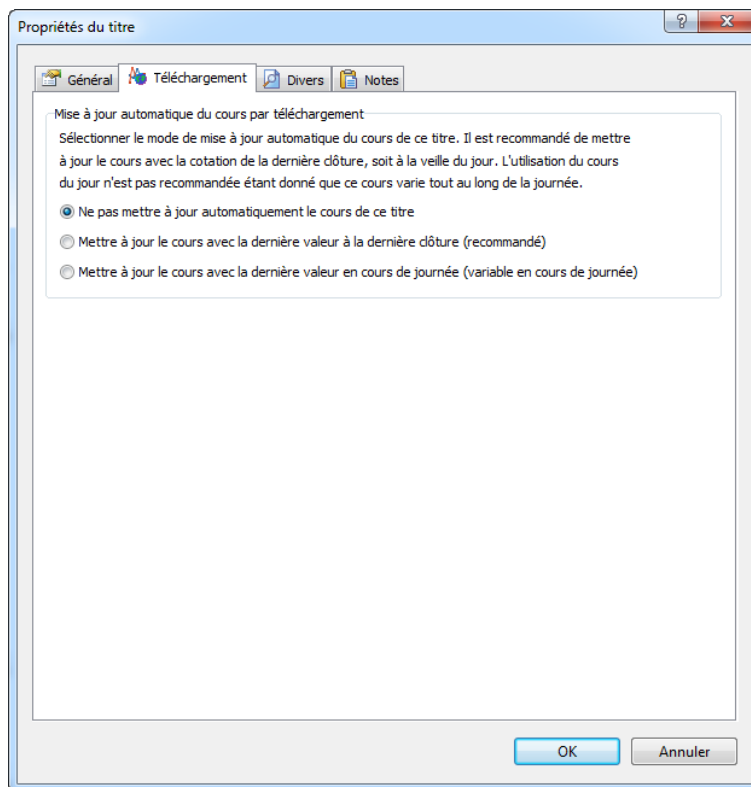 Propriétés du titre
?
Général
Téléchargement
Divers
Notes
Mise à jour automatique du cours par téléchargement
Sélectionner le mode de mise à jour automatique du cours de ce titre. Il est recommandé de mettre
à jour le cours avec la cotation de la dernière clôture, soit à la veille du jour. L'utilisation du cours
du jour n'est pas recommandée étant donné que ce cours varie tout au long de la journée.
Ne pas mettre à jour automatiquement le cours de ce titre
Mettre à jour le cours avec la dernière valeur à la dernière clôture (recommandé)
Mettre à jour le cours avec la dernière valeur en cours de journée (variable en cours de journée)
OK
Annuler